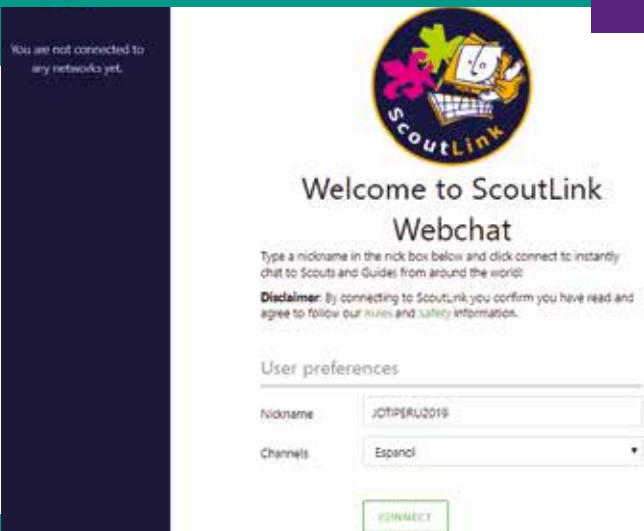 You are not connected to
any networks yet.
ScoutLink
Welcome to ScoutLink
Webchat
Type a nickname in the nick box below and click connect to instantly
chat to Scouts and Guides from around the world!
Disclaimer: By connecting to ScoutLink you confirm you have read and
agree to follow our rules and safety information.
User preferences
Nickname
JOTIPERU2019
Channels
Espanol
CONNECT